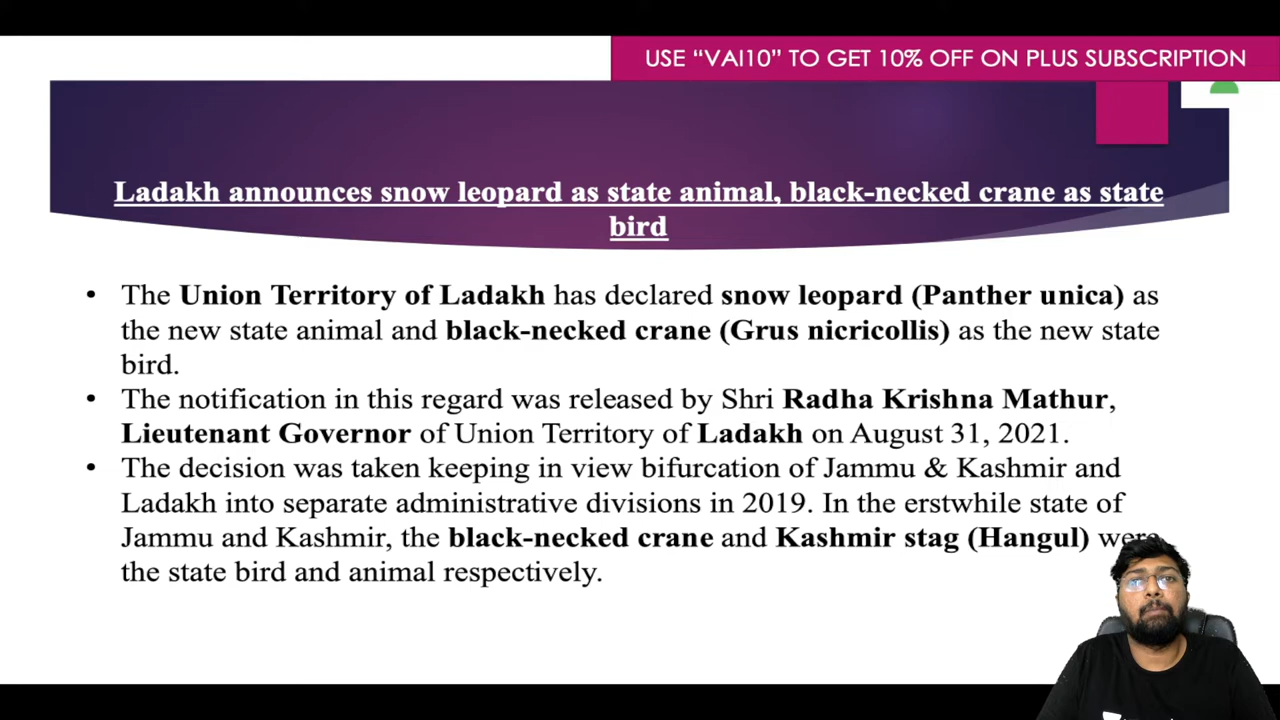 USE “VAI10” TO GET 10% OFF ON PLUS SUBSCRIPTION
Ladakh announces snow leopard as state animal, black-necked crane as state
bird
• The Union Territory of Ladakh has declared snow leopard (Panther unica) as
the new state animal and black-necked crane (Grus nicricollis) as the new state
bird.
• The notification in this regard was released by Shri Radha Krishna Mathur,
Lieutenant Governor of Union Territory of Ladakh on August 31, 2021.
• The decision was taken keeping in view bifurcation of Jammu & Kashmir and
Ladakh into separate administrative divisions in 2019. In the erstwhile state of
Jammu and Kashmir, the black-necked crane and Kashmir stag (Hangul) were
the state bird and animal respectively.